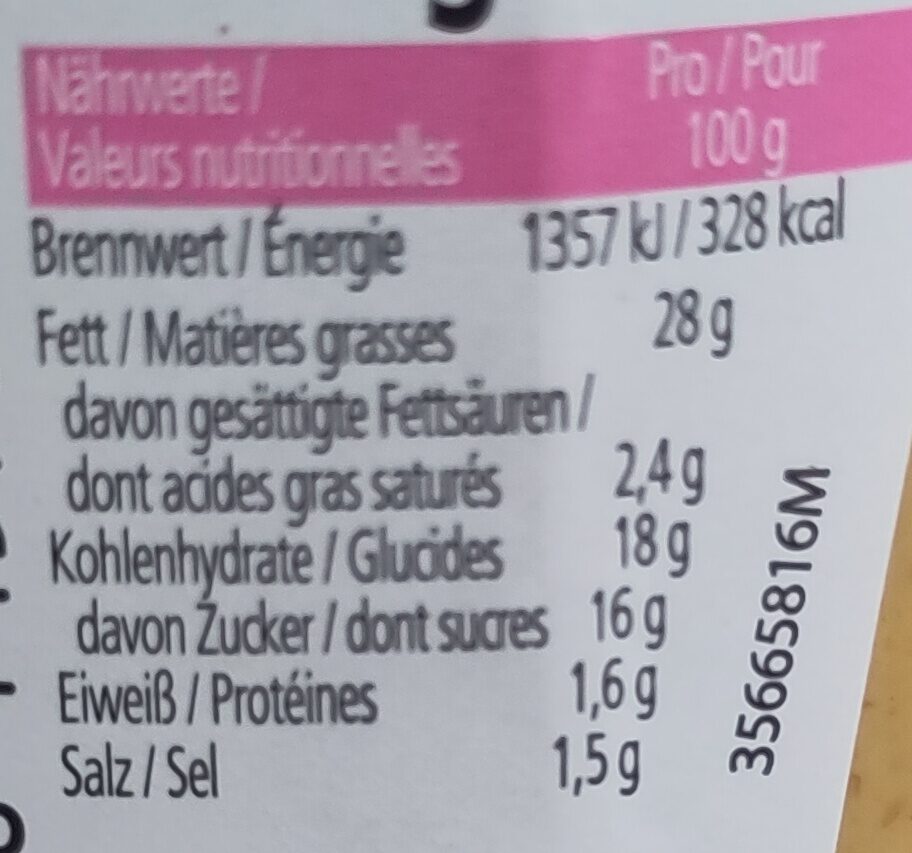 Nährwerte / Pro / Pour
Valeurs nutritionnelles 100 g
Brennwert / Énergie 1357 kJ / 328 kcal
Fett / Matières grasses 28 g
davon gesättigte Fettsäuren /
dont acides gras saturés 2,4 g
Kohlenhydrate / Glucides 18 g
davon Zucker / dont sucres 16 g
Eiweiß / Protéines 1,6 g
Salz / Sel 1,5 g
35665816M